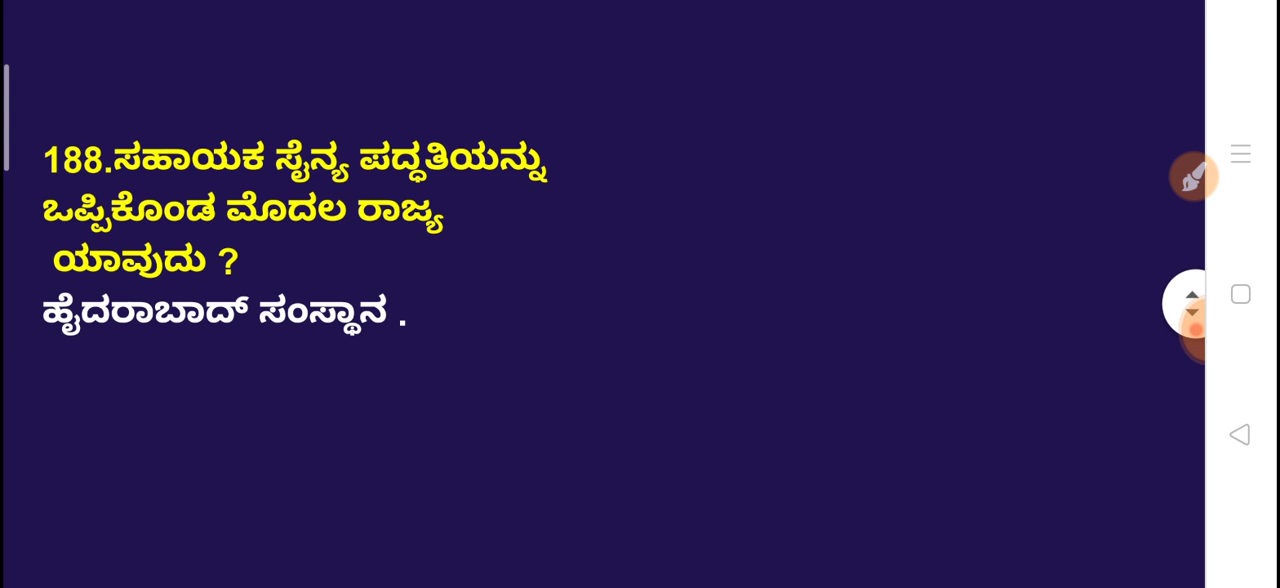 188.ಸಹಾಯಕ ಸೈನ್ಯ ಪದ್ಧತಿಯನ್ನು
ಒಪ್ಪಿಕೊಂಡ ಮೊದಲ ರಾಜ್ಯ
ಯಾವುದು ?
ಹೈದರಾಬಾದ್ ಸಂಸ್ಥಾನ .